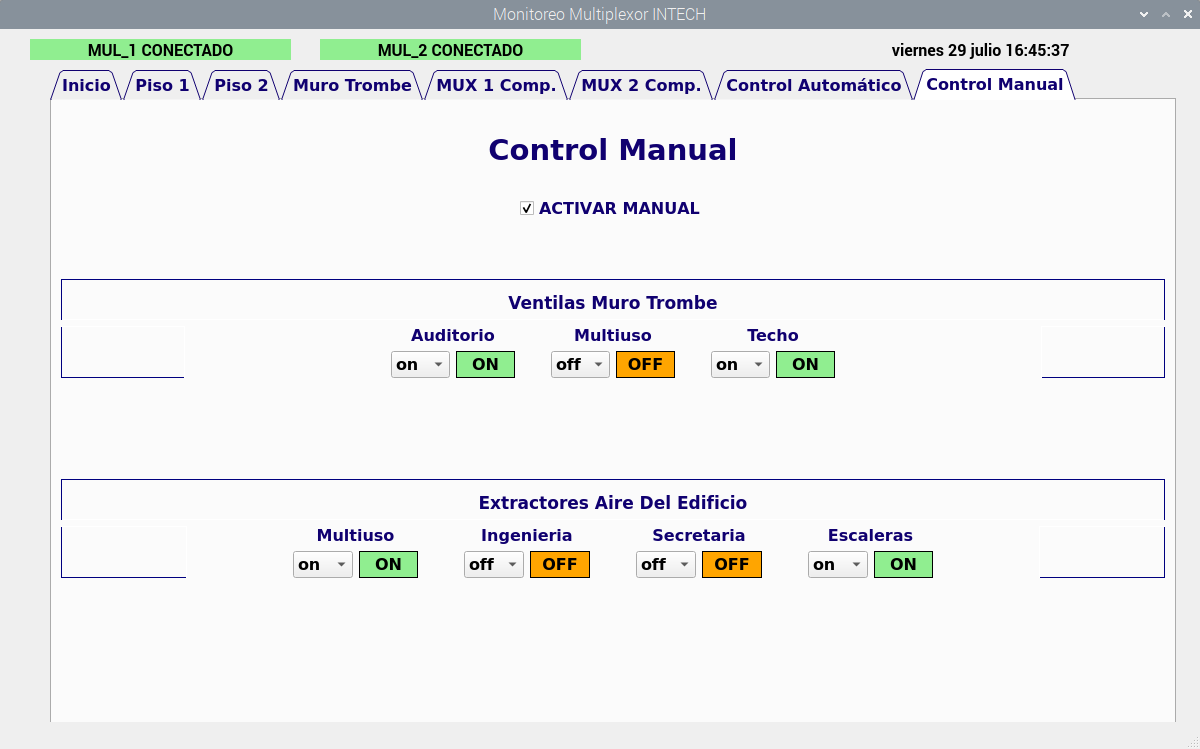 Monitoreo Multiplexor INTECH
MUL_1 CONECTADO MUL_2 CONECTADO viernes 29 julio 16:45:37
Inicio Piso 1 Piso 2 Muro Trombe MUX 1 Comp. MUX 2 Comp. Control Automático Control Manual
Control Manual
ACTIVAR MANUAL
Ventilas Muro Trombe
Auditorio Multiuso Techo
on ON off OFF on ON
Extractores Aire Del Edificio
Multiuso Ingenieria Secretaria Escaleras
on ON off OFF off OFF on ON